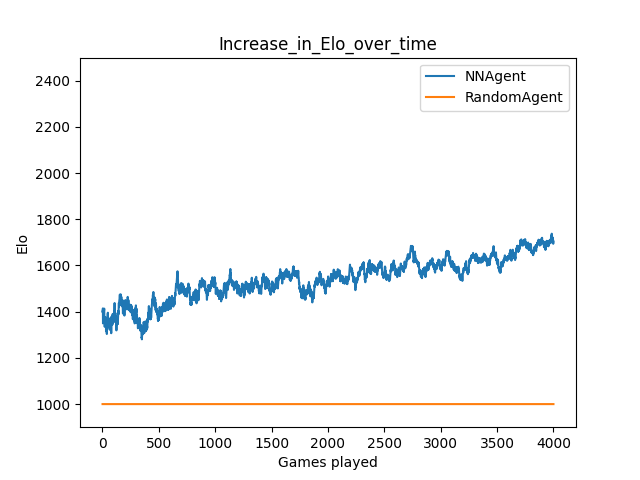 Increase_in_Elo_over_time
NNAgent
RandomAgent
2400
2200
2000
1800
1600
1400
1200
1000
Elo
0 500 1000 1500 2000 2500 3000 3500 4000
Games played